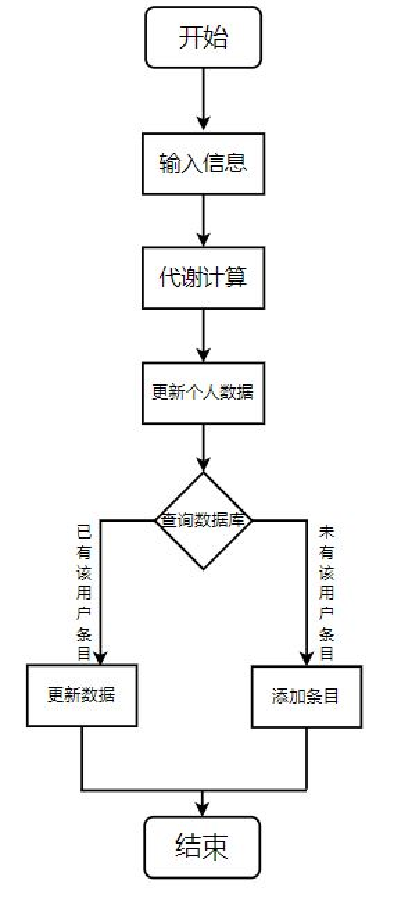 开始
输入信息
代谢计算
更新个人数据
查询数据库
已有该用户条目
未有该用户条目
更新数据
添加条目
结束